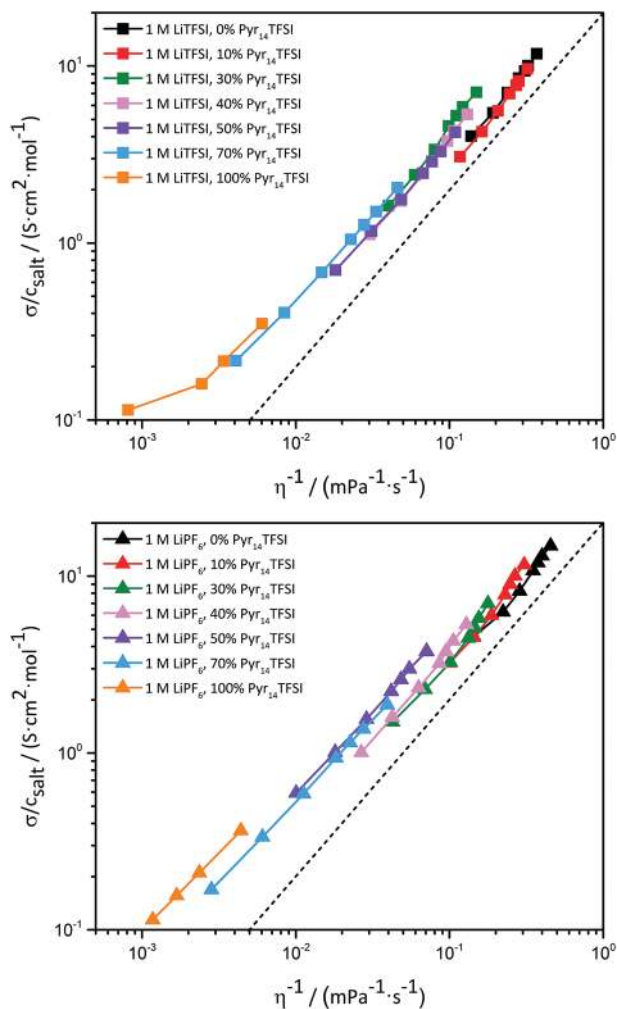 σ/c_salt / (S·cm²·mol⁻¹)
10¹
10⁰
10⁻¹
1 M LiTFSI, 0% Pyr₁₄TFSI
1 M LiTFSI, 10% Pyr₁₄TFSI
1 M LiTFSI, 30% Pyr₁₄TFSI
1 M LiTFSI, 40% Pyr₁₄TFSI
1 M LiTFSI, 50% Pyr₁₄TFSI
1 M LiTFSI, 70% Pyr₁₄TFSI
1 M LiTFSI, 100% Pyr₁₄TFSI
10⁻³ 10⁻² 10⁻¹ 10⁰
η⁻¹ / (mPa⁻¹·s⁻¹)
σ/c_salt / (S·cm²·mol⁻¹)
10¹
10⁰
10⁻¹
1 M LiPF₆, 0% Pyr₁₄TFSI
1 M LiPF₆, 10% Pyr₁₄TFSI
1 M LiPF₆, 30% Pyr₁₄TFSI
1 M LiPF₆, 40% Pyr₁₄TFSI
1 M LiPF₆, 50% Pyr₁₄TFSI
1 M LiPF₆, 70% Pyr₁₄TFSI
1 M LiPF₆, 100% Pyr₁₄TFSI
10⁻³ 10⁻² 10⁻¹ 10⁰
η⁻¹ / (mPa⁻¹·s⁻¹)